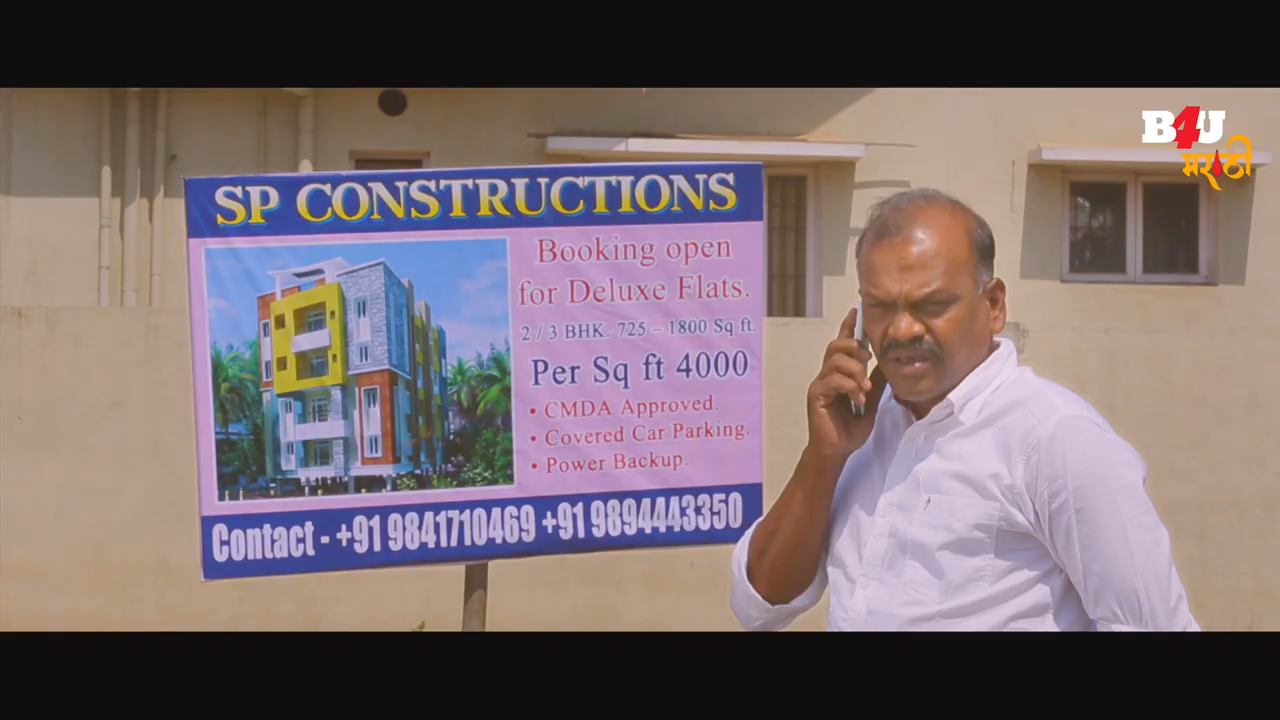 B4U
मराठी
SP CONSTRUCTIONS
Booking open
for Deluxe Flats.
2 / 3 BHK. 725 – 1800 Sq ft.
Per Sq ft 4000
• CMDA Approved.
• Covered Car Parking.
• Power Backup.
Contact - +91 9841710469 +91 9894443350